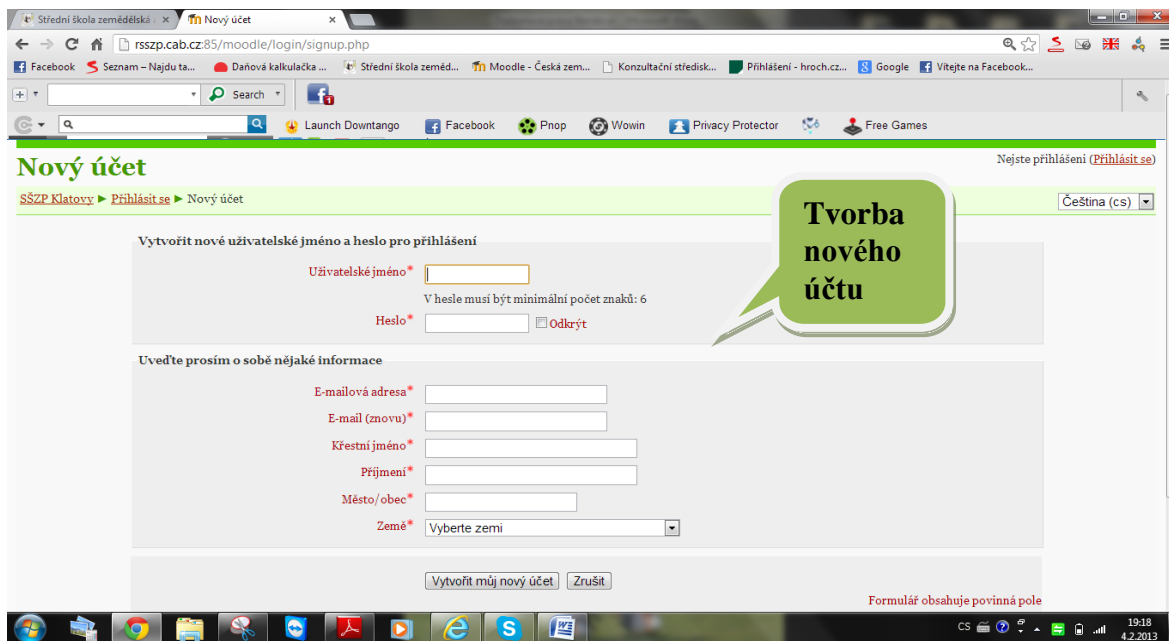 Střední škola zemědělská
Nový účet
rsszp.cab.cz:85/moodle/login/signup.php
Facebook
Seznam – Najdu ta...
Daňová kalkulačka ...
Střední škola zeměd...
Moodle - Česká zem...
Konzultační středisk...
Přihlášení - hroch.cz...
Google
Vítejte na Facebook...
Search
1
Launch Downtango
Facebook
Pnop
Wowin
Privacy Protector
Free Games
Nový účet
Nejste přihlášeni (Přihlásit se)
SŠZP Klatovy ► Přihlásit se ► Nový účet
Čeština (cs)
Tvorba
nového
účtu
Vytvořit nové uživatelské jméno a heslo pro přihlášení
Uživatelské jméno*
V hesle musí být minimální počet znaků: 6
Heslo*
Odkrýt
Uveďte prosím o sobě nějaké informace
E-mailová adresa*
E-mail (znovu)*
Křestní jméno*
Příjmení*
Město/obec*
Země*
Vyberte zemi
Vytvořit můj nový účet
Zrušit
Formulář obsahuje povinná pole
CS
19:18
4.2.2013